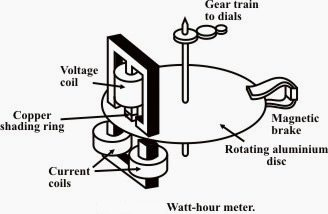 Gear train
to dials
Voltage
coil
Copper
shading ring
Magnetic
brake
Rotating aluminium
disc
Current
coils
Watt-hour meter.